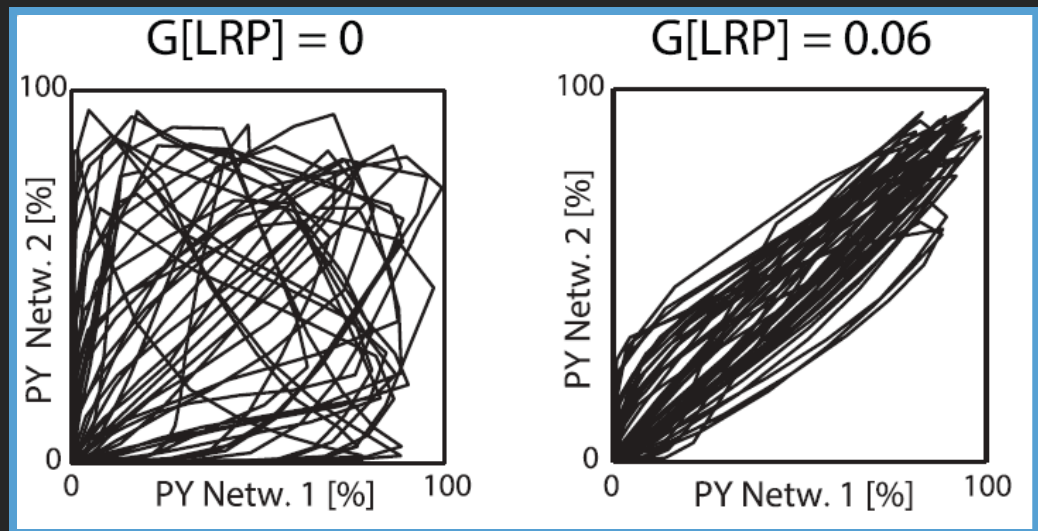 G[LRP] = 0
100
PY Netw. 2 [%]
0
0
PY Netw. 1 [%]
100
G[LRP] = 0.06
100
PY Netw. 2 [%]
0
0
PY Netw. 1 [%]
100